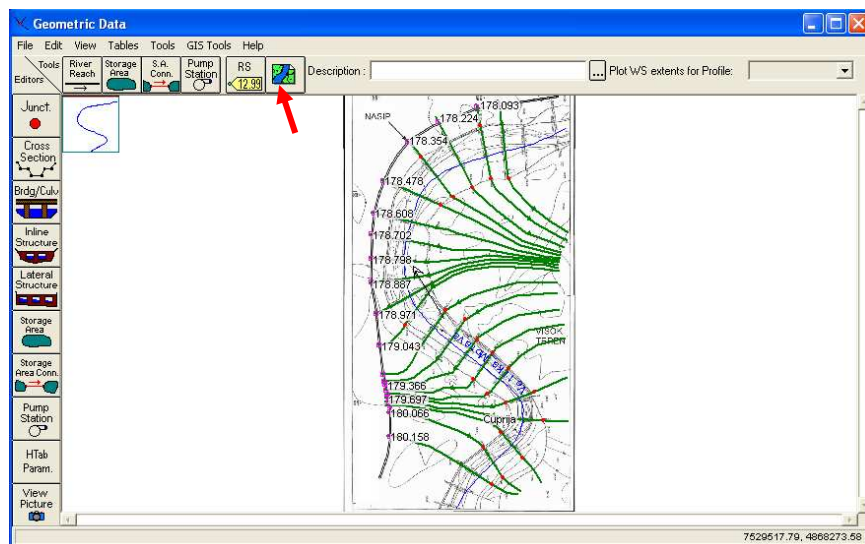 Geometric Data
File Edit View Tables Tools GIS Tools Help
Tools
Editors
River
Reach
Storage
Area
S.A.
Conn.
Pump
Station
RS
12.99
Description :
...
Plot WS extents for Profile:
Junct.
Cross
Section
Brdg/Culv
Inline
Structure
Lateral
Structure
Storage
Area
Storage
Area Conn.
Pump
Station
HTab
Param.
View
Picture
NASIP
178.093
178.224
178.354
178.478
178.608
178.702
178.798
178.887
178.971
179.043
179.366
179.697
180.066
180.158
VISOK
TEREN
Cuprija
7529517.79, 4868273.58